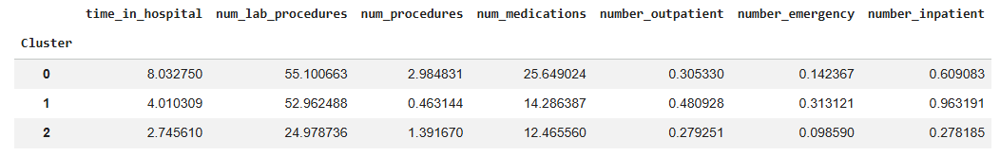 time_in_hospital num_lab_procedures num_procedures num_medications number_outpatient number_emergency number_inpatient
Cluster
0 8.032750 55.100663 2.984831 25.649024 0.305330 0.142367 0.609083
1 4.010309 52.962488 0.463144 14.286387 0.480928 0.313121 0.963191
2 2.745610 24.978736 1.391670 12.465560 0.279251 0.098590 0.278185